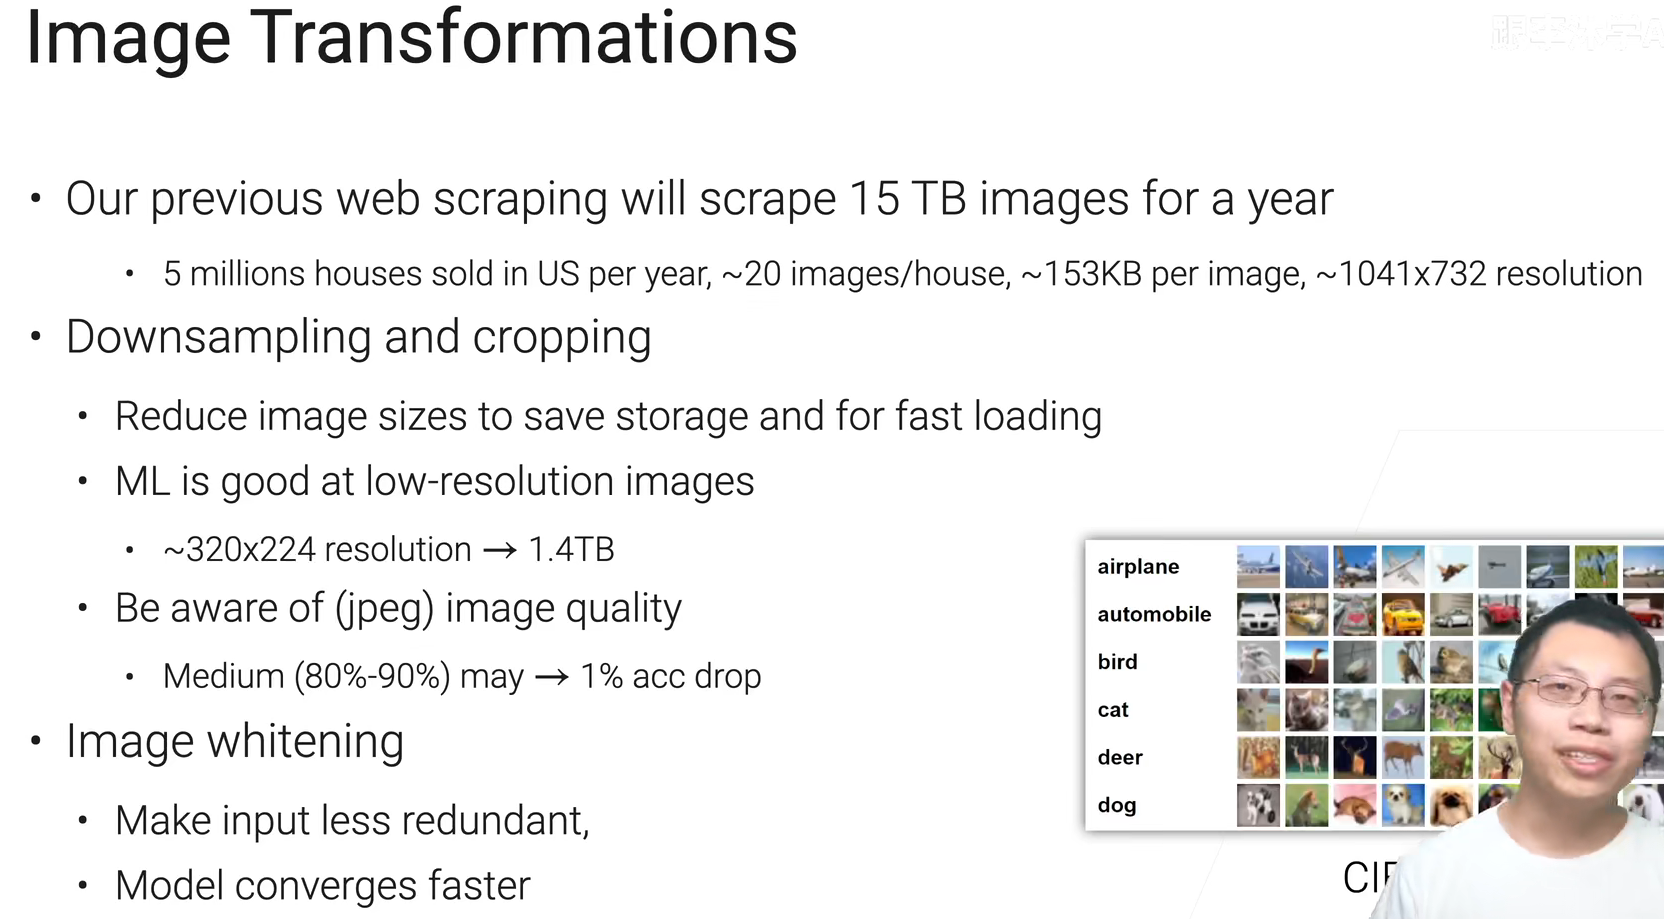 Image Transformations
• Our previous web scraping will scrape 15 TB images for a year
• 5 millions houses sold in US per year, ~20 images/house, ~153KB per image, ~1041x732 resolution
• Downsampling and cropping
• Reduce image sizes to save storage and for fast loading
• ML is good at low-resolution images
• ~320x224 resolution → 1.4TB
• Be aware of (jpeg) image quality
• Medium (80%-90%) may → 1% acc drop
• Image whitening
• Make input less redundant,
• Model converges faster
airplane
automobile
bird
cat
deer
dog